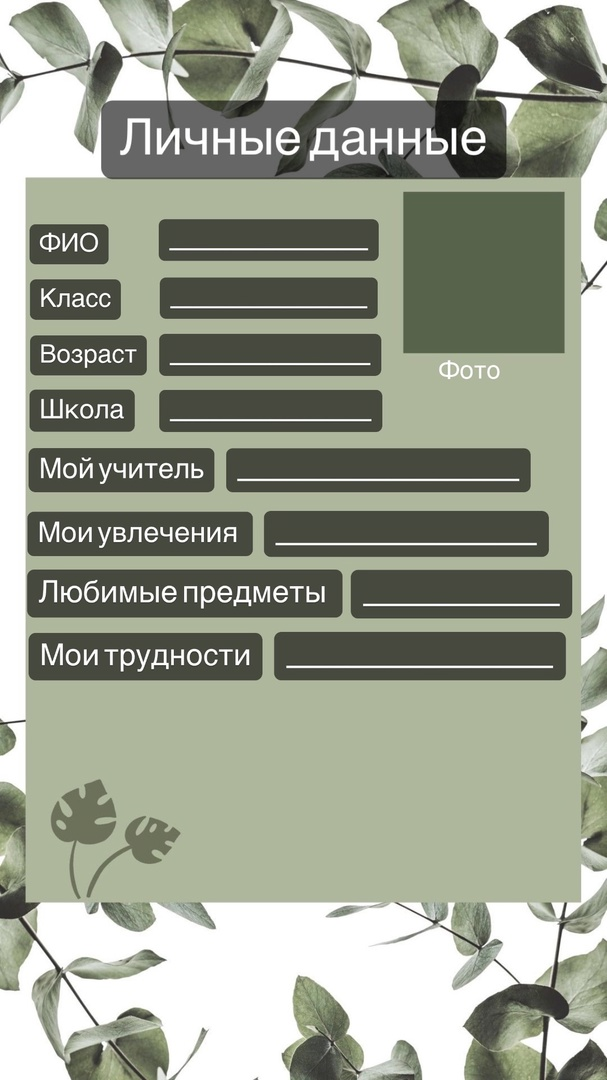 Личные данные
ФИО
Класс
Возраст
Фото
Школа
Мой учитель
Мои увлечения
Любимые предметы
Мои трудности